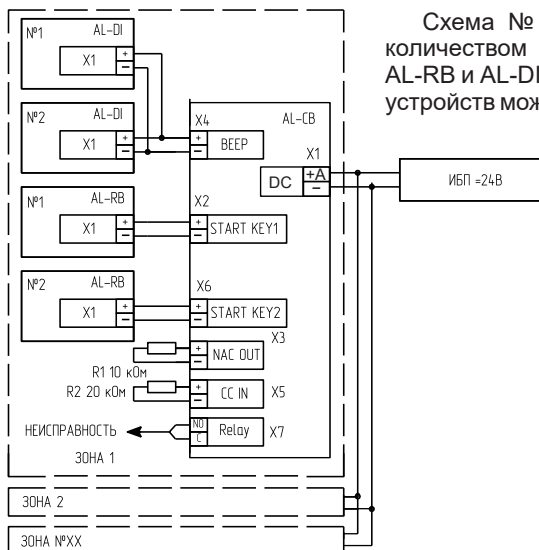 Схема №
количеством
AL-RB и AL-DI
устройств мож
№1 AL-DI
X1 + −
№2 AL-DI
X1 + −
X4 AL-CB
+ − BEEP
X1
DC +A −
ИБП =24В
№1 AL-RB
X1 + −
X2
+ − START KEY1
№2 AL-RB
X1 + −
X6
+ − START KEY2
X3
+ − NAC OUT
R1 10 кОм
R2 20 кОм
+ − CC IN X5
НЕИСПРАВНОСТЬ
NO C Relay X7
ЗОНА 1
ЗОНА 2
ЗОНА №XX